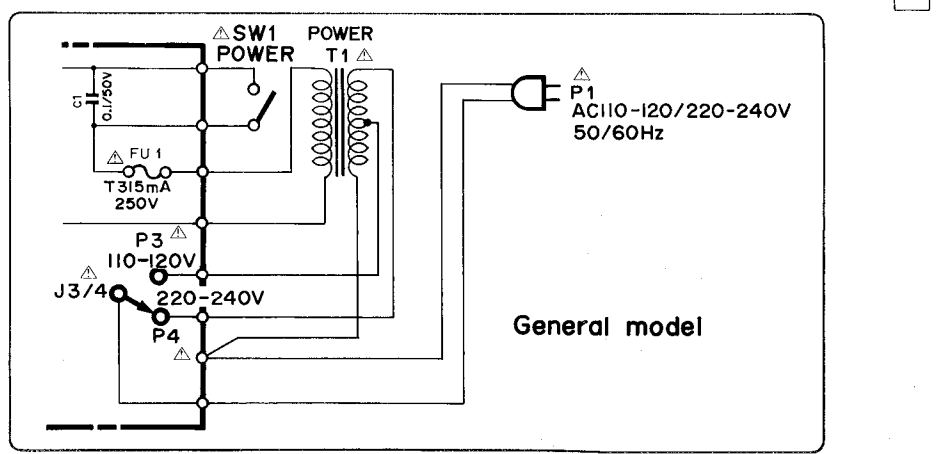 ⚠ SW1
POWER
POWER
T1 ⚠
⚠
P1
AC110-120/220-240V
50/60Hz
C1
0.1/50V
⚠ FU1
T315mA
250V
P3 ⚠
110-120V
⚠
J3/4
220-240V
P4
⚠
General model